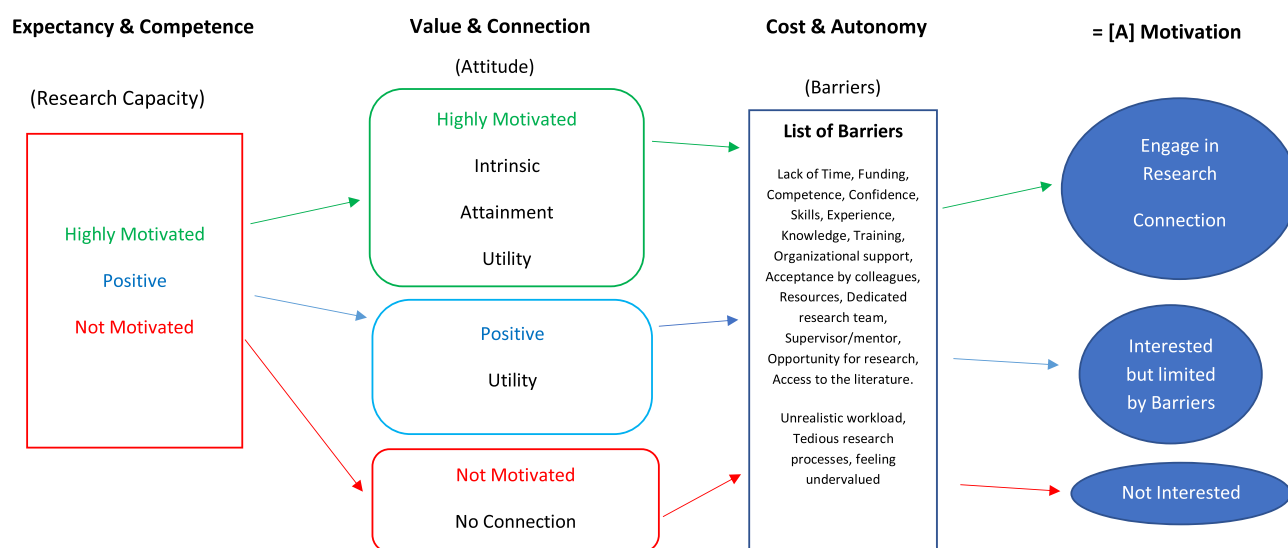 Expectancy & Competence
(Research Capacity)
Highly Motivated
Positive
Not Motivated
Value & Connection
(Attitude)
Highly Motivated
Intrinsic
Attainment
Utility
Positive
Utility
Not Motivated
No Connection
Cost & Autonomy
(Barriers)
List of Barriers
Lack of Time, Funding,
Competence, Confidence,
Skills, Experience,
Knowledge, Training,
Organizational support,
Acceptance by colleagues,
Resources, Dedicated
research team,
Supervisor/mentor,
Opportunity for research,
Access to the literature.
Unrealistic workload,
Tedious research
processes, feeling
undervalued
= [A] Motivation
Engage in
Research
Connection
Interested
but limited
by Barriers
Not Interested